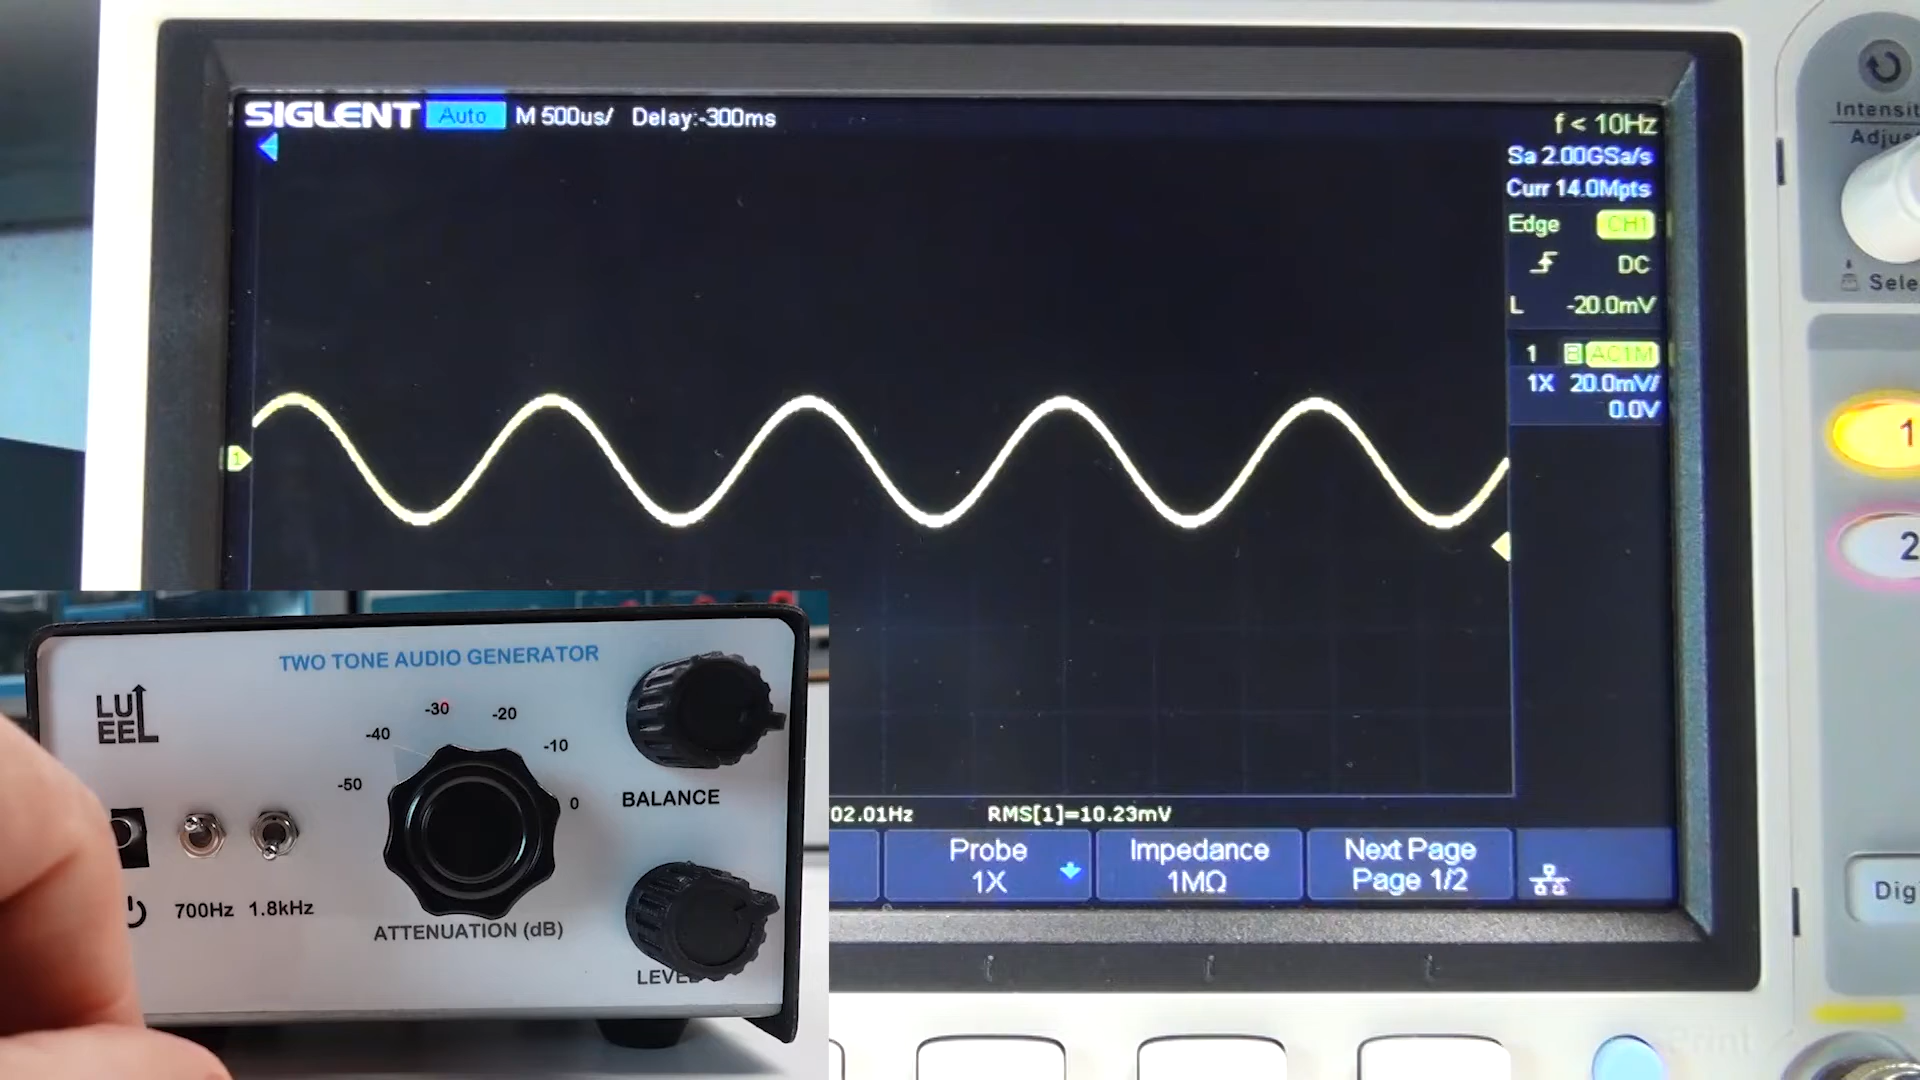 SIGLENT Auto M 500us/ Delay:-300ms
f < 10Hz
Sa 2.00GSa/s
Curr 14.0Mpts
Edge CH1
DC
L -20.0mV
1 B AC1M
1X 20.0mV/
0.0V
1
02.01Hz RMS[1]=10.23mV
Probe
1X
Impedance
1MΩ
Next Page
Page 1/2
Intensit
Adjus
Sele
1
2
Dig
Print
TWO TONE AUDIO GENERATOR
LU
EEL
-50
-40
-30
-20
-10
0
BALANCE
700Hz 1.8kHz
ATTENUATION (dB)
LEVEL